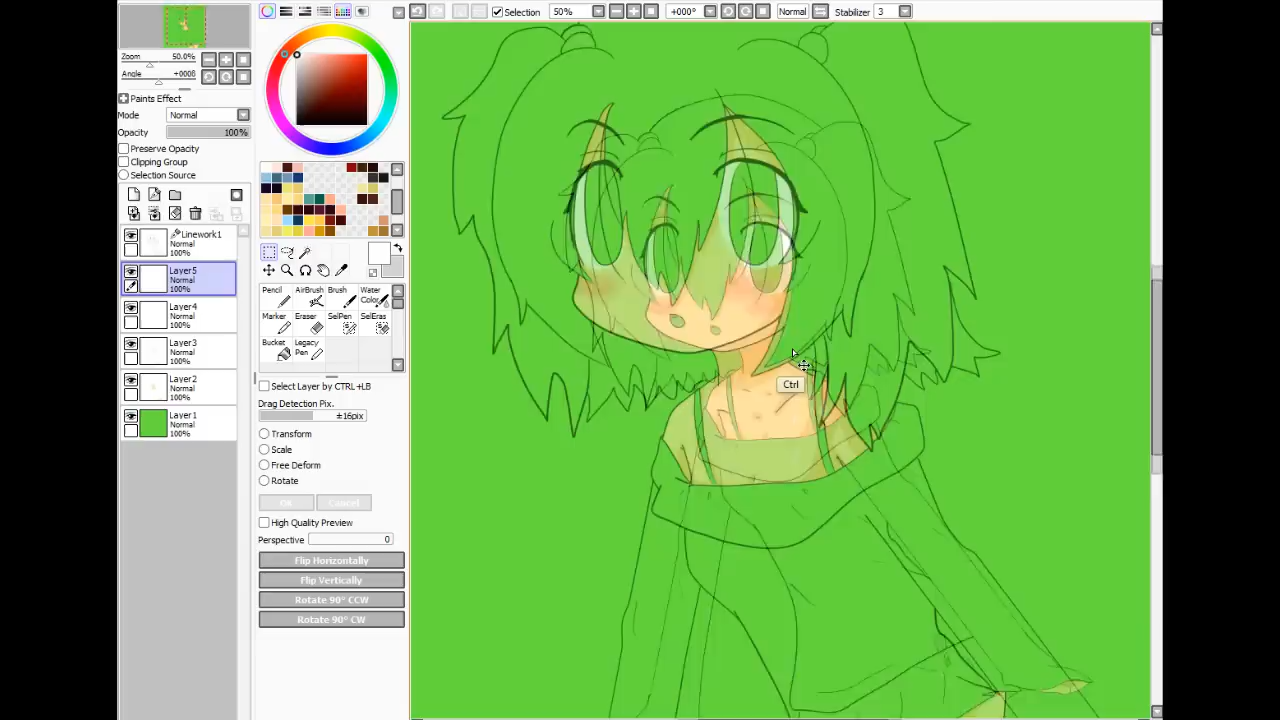 Selection 50% +000° Normal Stabilizer 3
Zoom 50.0%
Angle +000ß
Paints Effect
Mode Normal
Opacity 100%
Preserve Opacity
Clipping Group
Selection Source
Linework1
Normal
100%
Layer5
Normal
100%
Layer4
Normal
100%
Layer3
Normal
100%
Layer2
Normal
100%
Layer1
Normal
100%
Pencil AirBrush Brush Water Color
Marker Eraser SelPen SelEras
Bucket Legacy Pen
Select Layer by CTRL+LB
Drag Detection Pix.
±16pix
Transform
Scale
Free Deform
Rotate
OK Cancel
High Quality Preview
Perspective 0
Flip Horizontally
Flip Vertically
Rotate 90° CCW
Rotate 90° CW
Ctrl